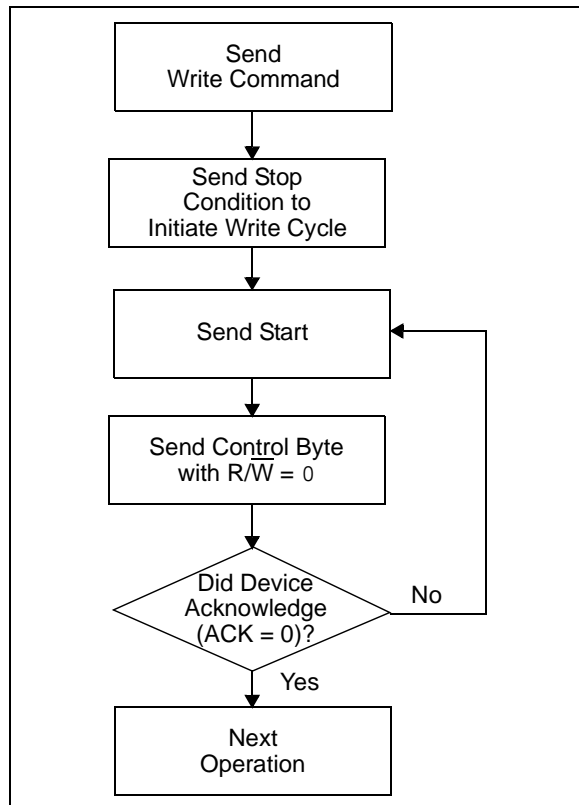 Send
Write Command
Send Stop
Condition to
Initiate Write Cycle
Send Start
Send Control Byte
with R/W̅ = 0
Did Device
Acknowledge
(ACK = 0)?
No
Yes
Next
Operation